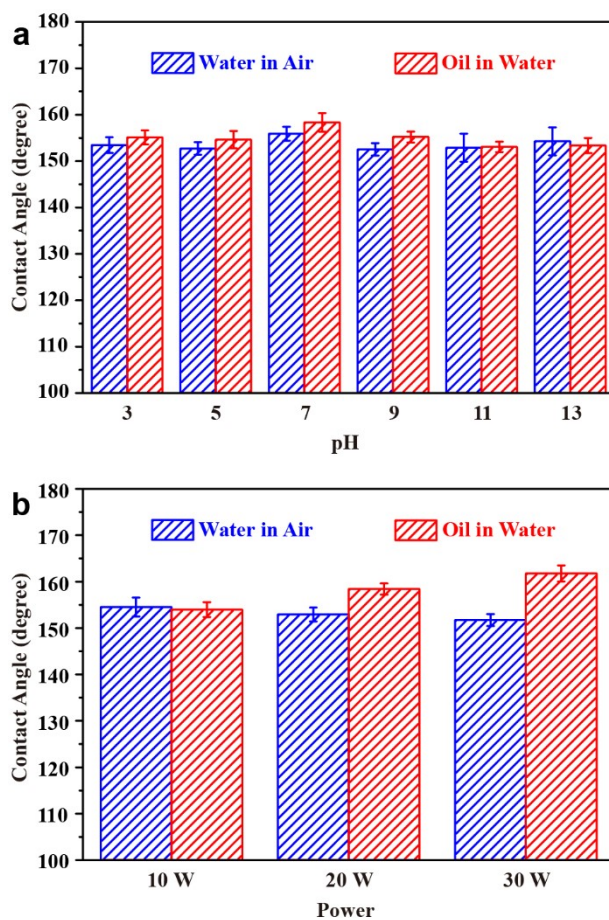 a
180
170
160
150
140
130
120
110
100
Contact Angle (degree)
Water in Air
Oil in Water
3 5 7 9 11 13
pH
b
180
170
160
150
140
130
120
110
100
Contact Angle (degree)
Water in Air
Oil in Water
10 W 20 W 30 W
Power